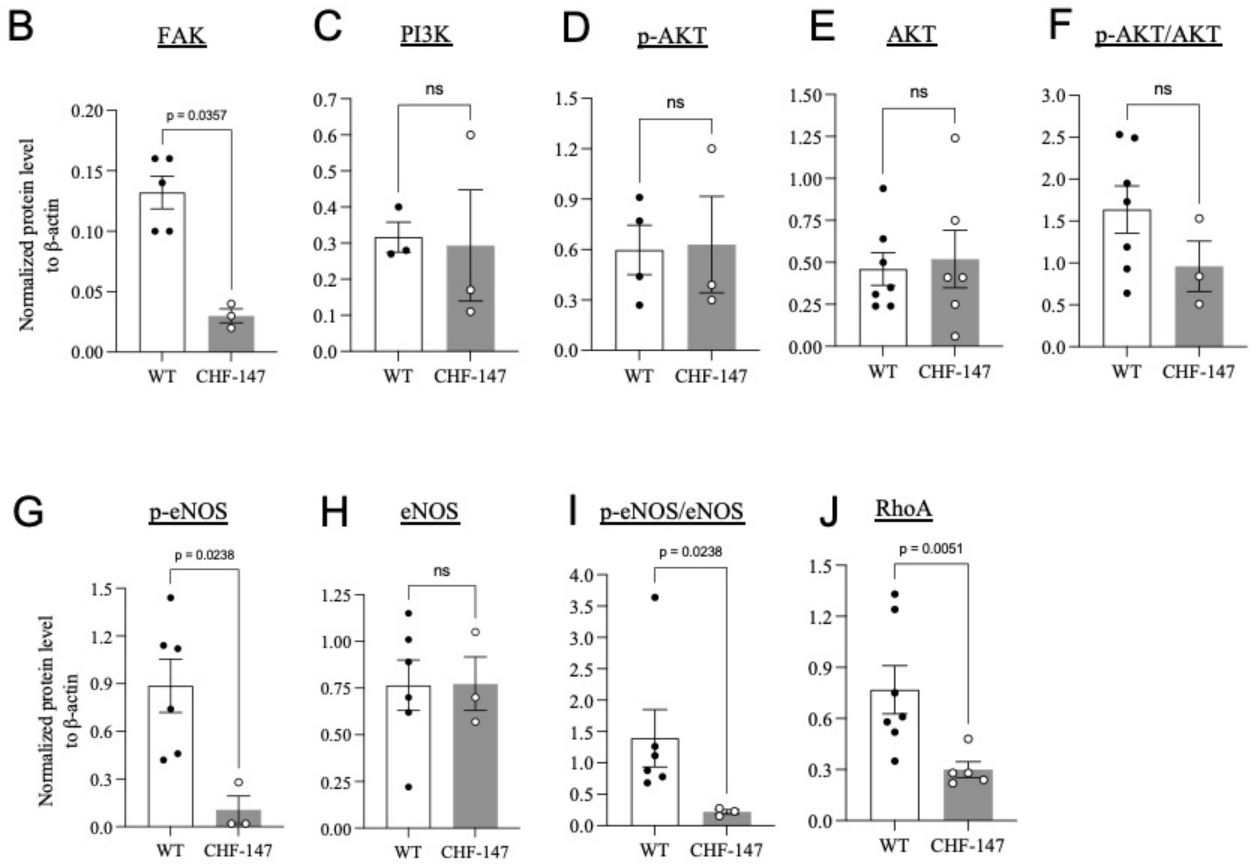 B FAK
C PI3K
D p-AKT
E AKT
F p-AKT/AKT
Normalized protein level
to β-actin
0.20
0.15
0.10
0.05
0.00
p = 0.0357
WT CHF-147
0.7
0.6
0.5
0.4
0.3
0.2
0.1
0.0
ns
WT CHF-147
1.5
1.2
0.9
0.6
0.3
0.0
ns
WT CHF-147
1.50
1.25
1.00
0.75
0.50
0.25
0.00
ns
WT CHF-147
3.0
2.5
2.0
1.5
1.0
0.5
0.0
ns
WT CHF-147
G p-eNOS
H eNOS
I p-eNOS/eNOS
J RhoA
Normalized protein level
to β-actin
p = 0.0238
1.5
1.2
0.9
0.6
0.3
0.0
WT CHF-147
ns
1.25
1.00
0.75
0.50
0.25
0.00
WT CHF-147
p = 0.0238
4.0
3.5
3.0
2.5
2.0
1.5
1.0
0.5
0.0
WT CHF-147
p = 0.0051
1.5
1.2
0.9
0.6
0.3
0.0
WT CHF-147